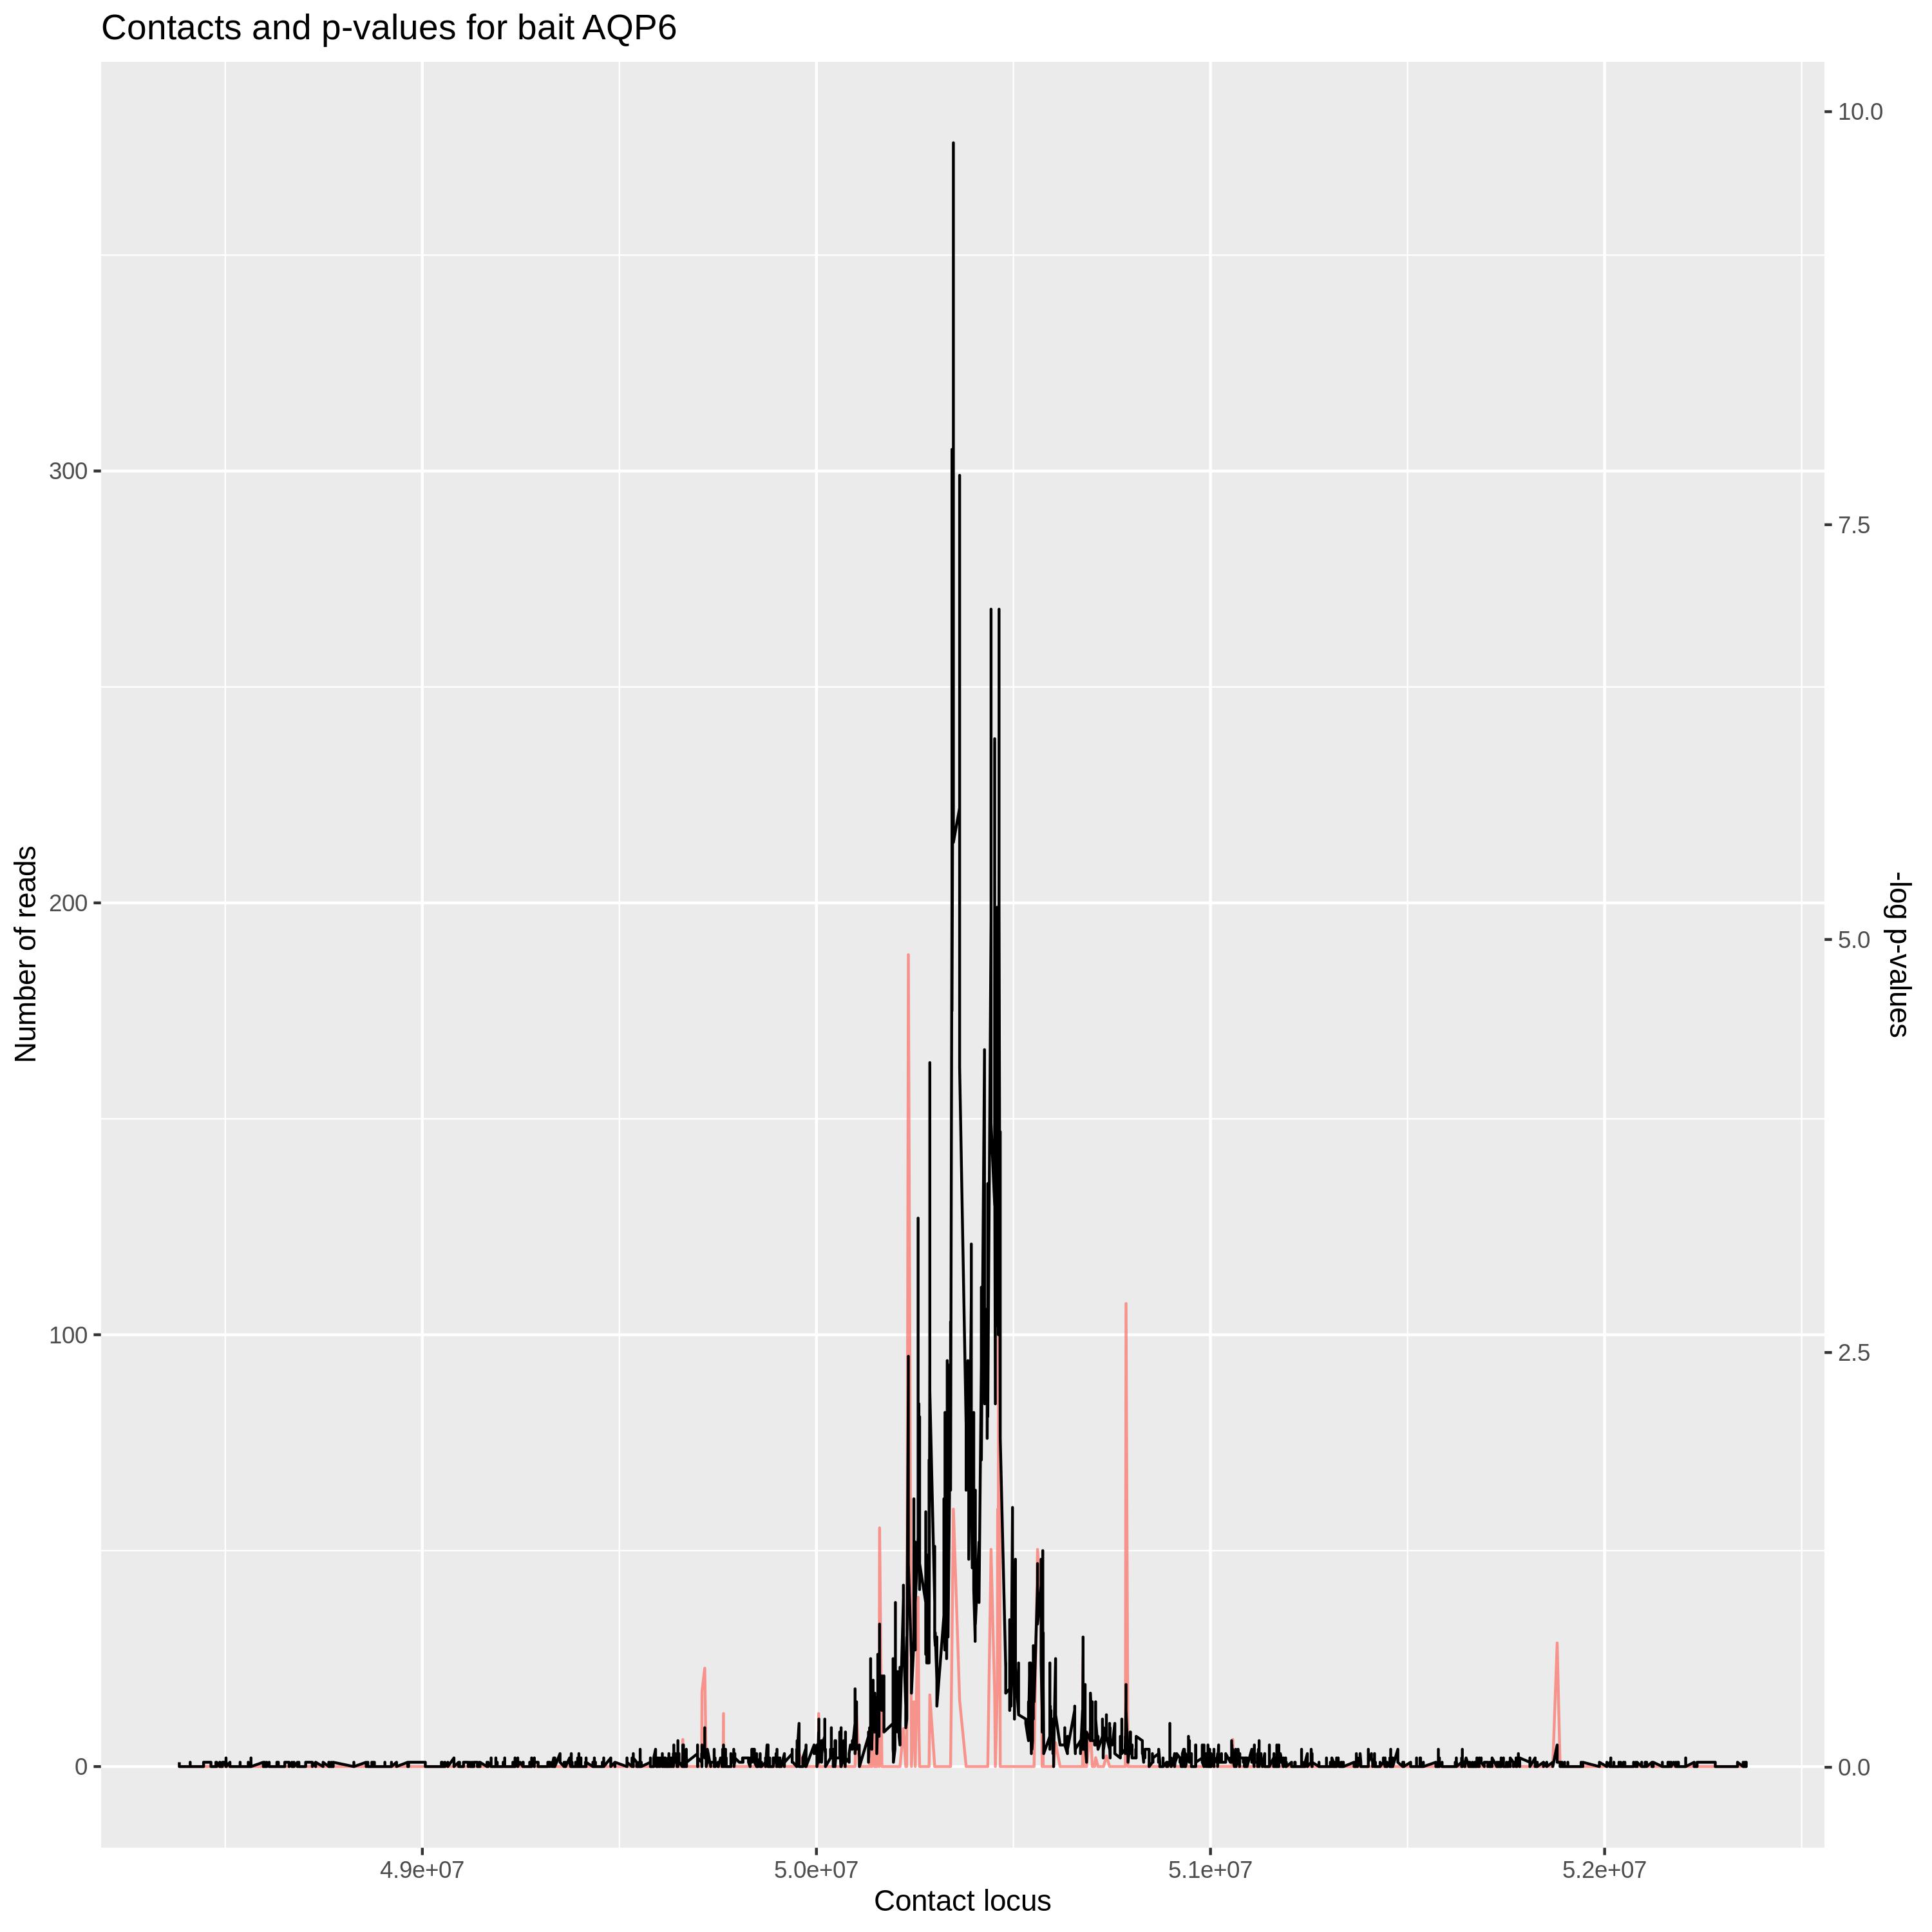 Contacts and p-values for bait AQP6
10.0
300
7.5
Number of reads
200
5.0
-log p-values
100
2.5
0
0.0
4.9e+07
5.0e+07
5.1e+07
5.2e+07
Contact locus